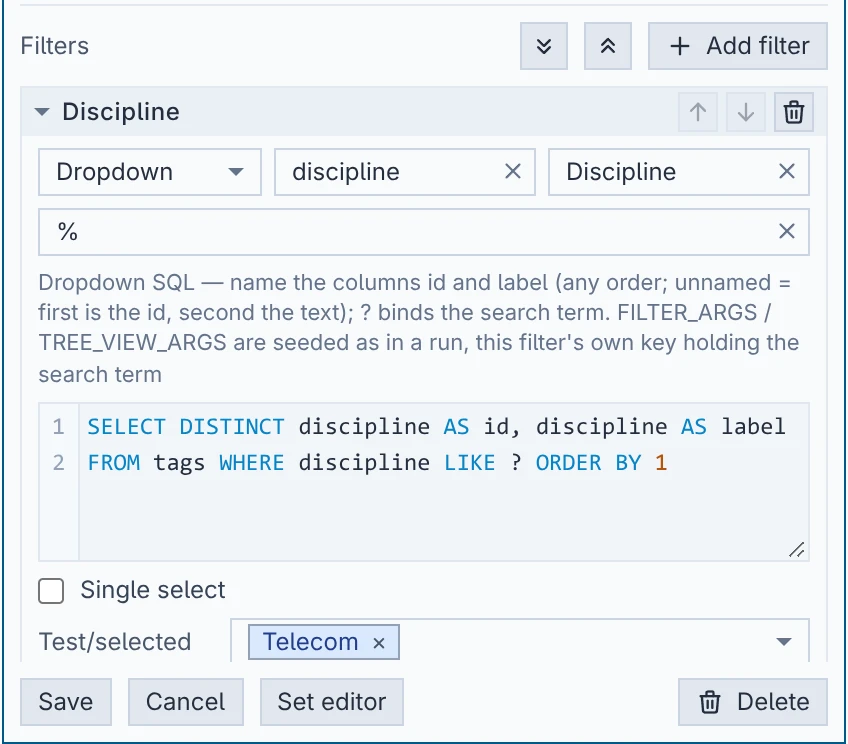 Filters
Add filter
Discipline
Dropdown discipline Discipline
%
Dropdown SQL — name the columns id and label (any order; unnamed =
first is the id, second the text); ? binds the search term. FILTER_ARGS /
TREE_VIEW_ARGS are seeded as in a run, this filter's own key holding the
search term
1 SELECT DISTINCT discipline AS id, discipline AS label
2 FROM tags WHERE discipline LIKE ? ORDER BY 1
Single select
Test/selected Telecom ×
Save Cancel Set editor Delete